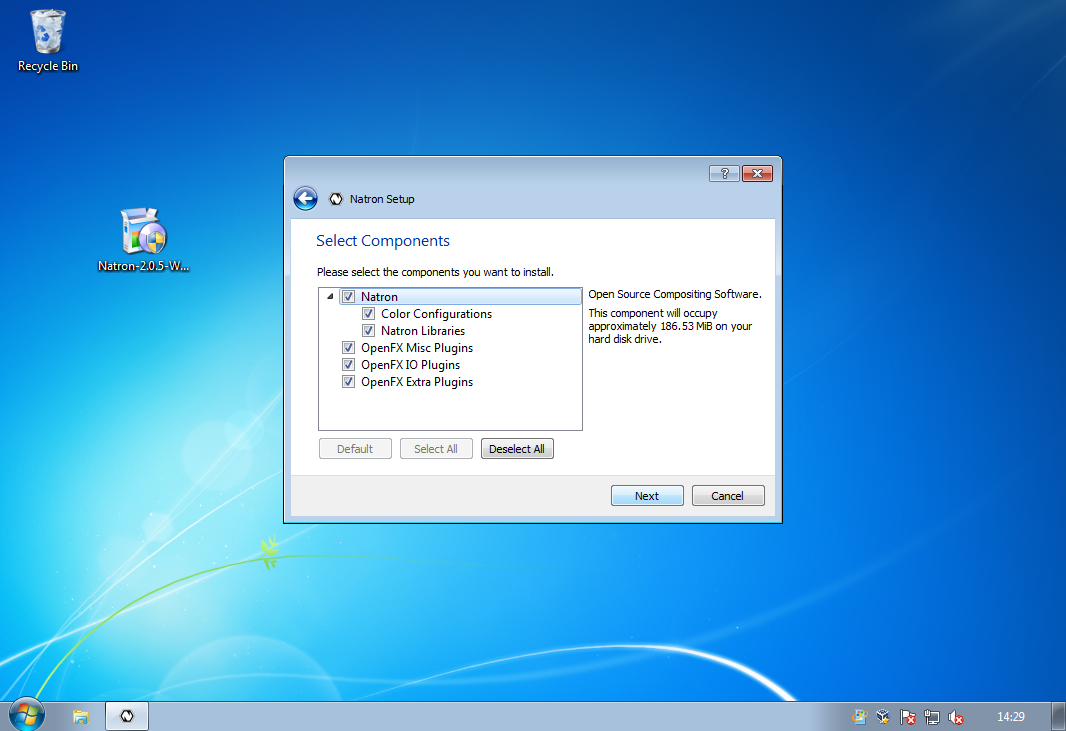 Recycle Bin
Natron-2.0.5-W...
?
Natron Setup
Select Components
Please select the components you want to install.
Natron
Color Configurations
Natron Libraries
OpenFX Misc Plugins
OpenFX IO Plugins
OpenFX Extra Plugins
Open Source Compositing Software.
This component will occupy
approximately 186.53 MiB on your
hard disk drive.
Default
Select All
Deselect All
Next
Cancel
14:29